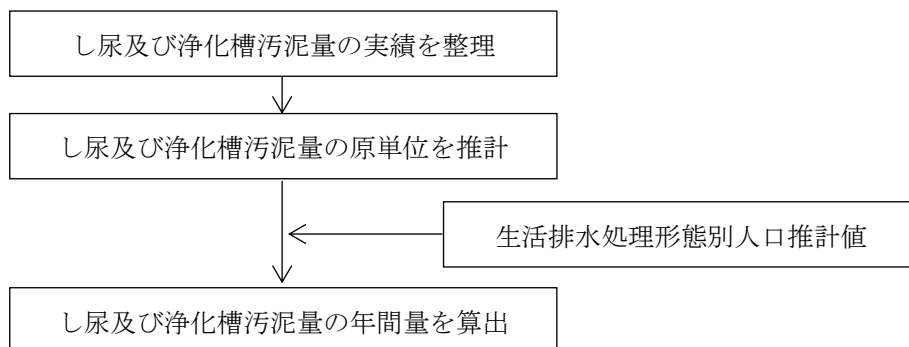 し尿及び浄化槽汚泥量の実績を整理
し尿及び浄化槽汚泥量の原単位を推計
生活排水処理形態別人口推計値
し尿及び浄化槽汚泥量の年間量を算出